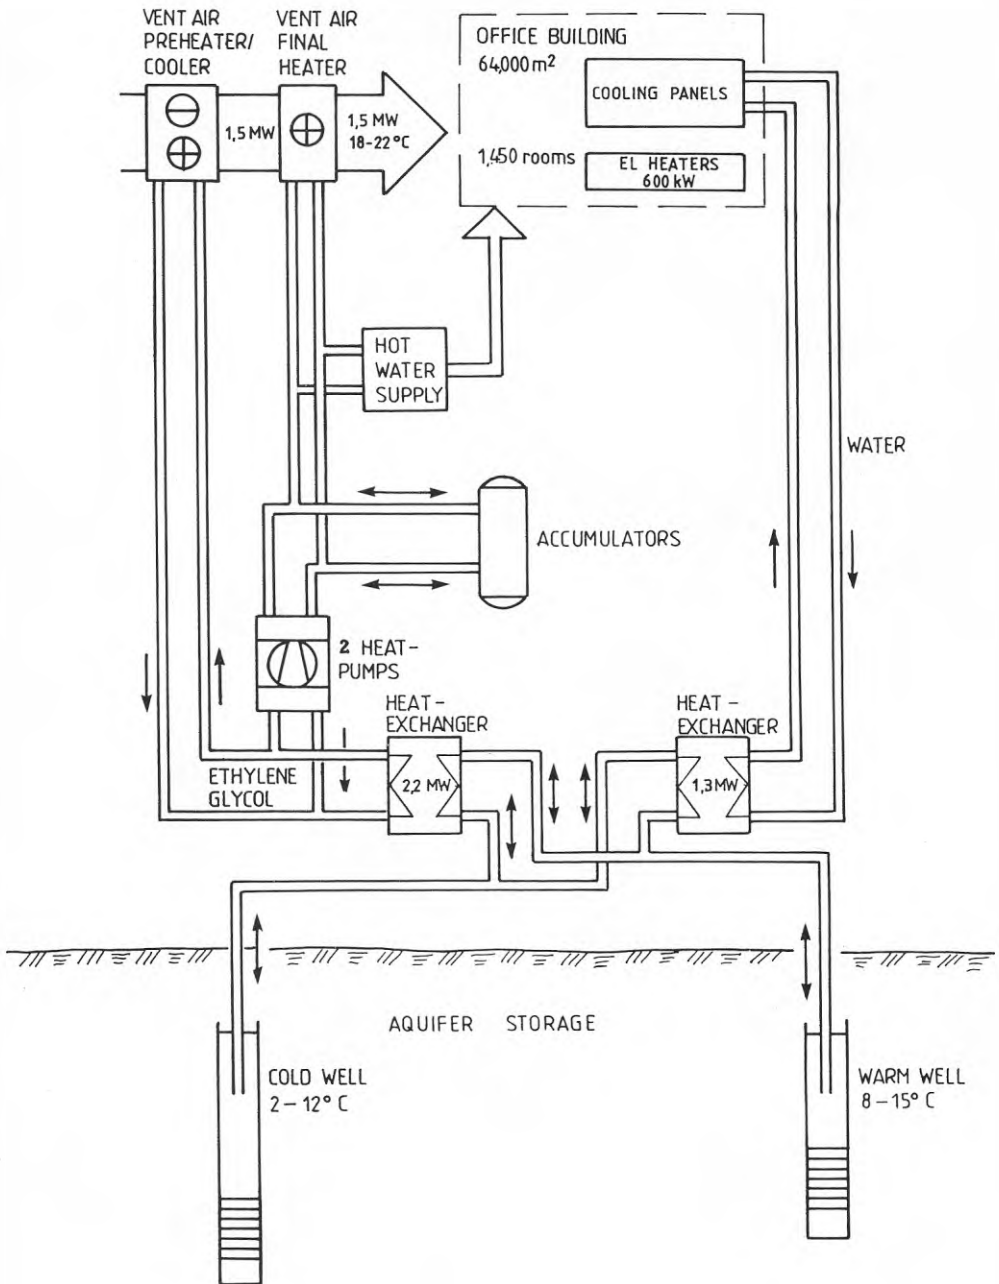 VENT AIR
PREHEATER/
COOLER
VENT AIR
FINAL
HEATER
1,5 MW
1,5 MW
18-22°C
OFFICE BUILDING
64,000 m²
COOLING PANELS
1,450 rooms
EL HEATERS
600 kW
HOT
WATER
SUPPLY
WATER
ACCUMULATORS
2 HEAT-
PUMPS
HEAT-
EXCHANGER
2,2 MW
HEAT-
EXCHANGER
1,3 MW
ETHYLENE
GLYCOL
AQUIFER STORAGE
COLD WELL
2-12° C
WARM WELL
8-15° C